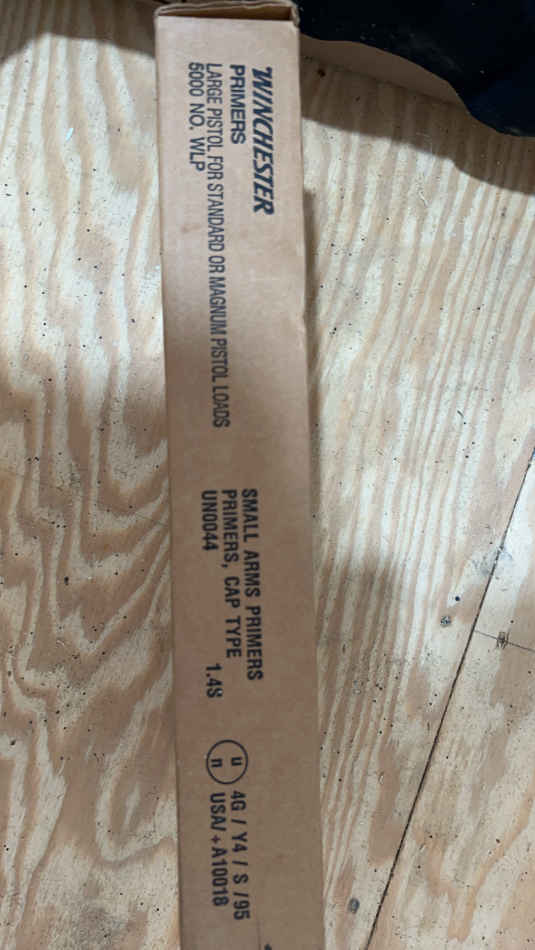 WINCHESTER
PRIMERS
LARGE PISTOL FOR STANDARD OR MAGNUM PISTOL LOADS
5000 NO. WLP
SMALL ARMS PRIMERS
PRIMERS, CAP TYPE
UN0044 1.4S
u n
4G / Y4 / S / 95
USA/+A10018